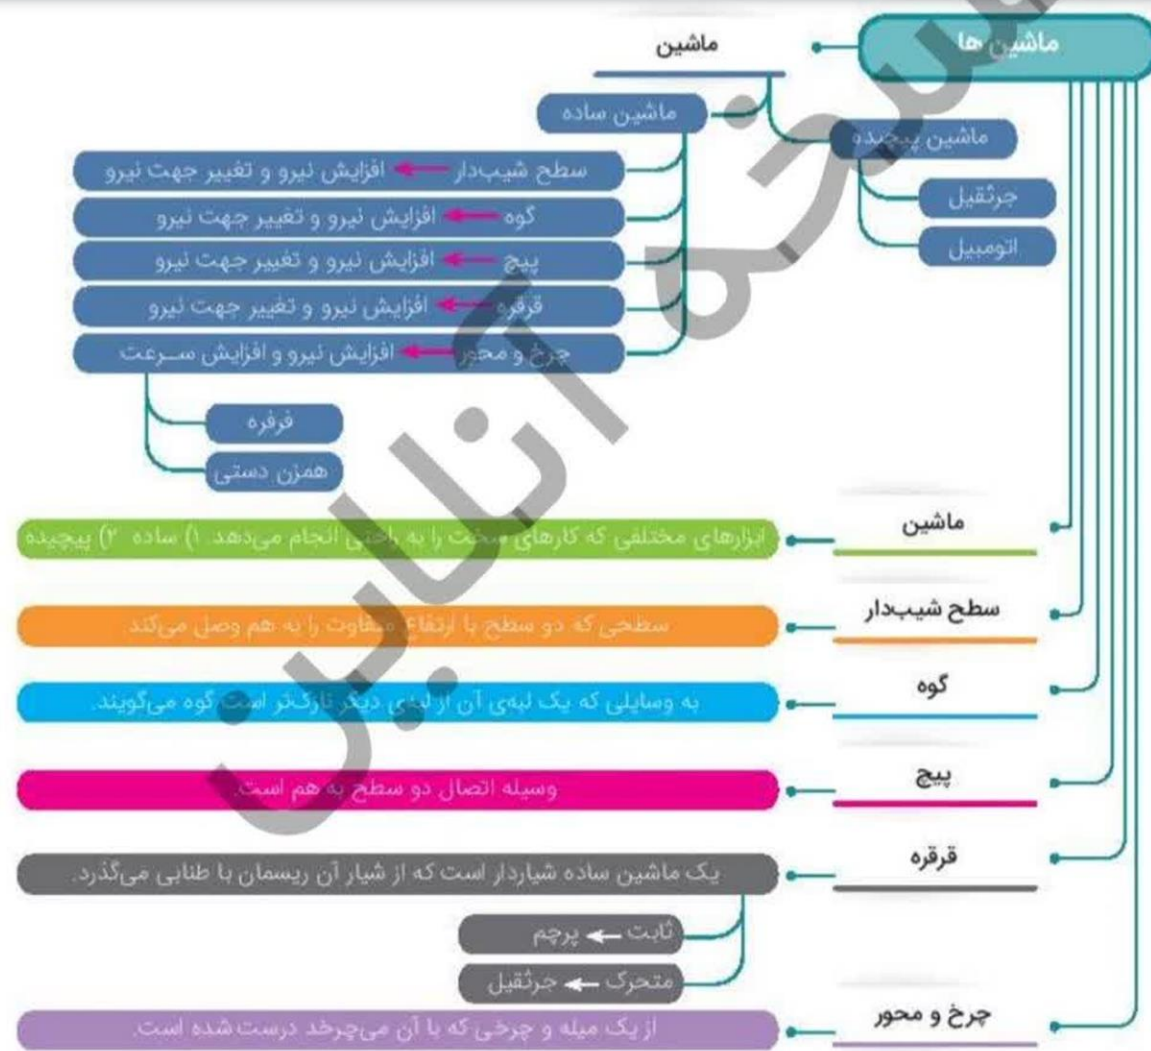 ماشین ها
ماشین
ماشین پیچیده
جرثقیل
اتومبیل
ماشین ساده
سطح شیب‌دار ← افزایش نیرو و تغییر جهت نیرو
گوه ← افزایش نیرو و تغییر جهت نیرو
پیچ ← افزایش نیرو و تغییر جهت نیرو
قرقره ← افزایش نیرو و تغییر جهت نیرو
چرخ و محور ← افزایش نیرو و افزایش سـرعت
فرفره
همزن دستی
ماشین
ابزارهای مختلفی که کارهای سخت را به راحتی انجام می‌دهد. ۱) ساده ۲) پیچیده
سطح شیب‌دار
سطحی که دو سطح با ارتفاع متفاوت را به هم وصل می‌کند.
گوه
به وسایلی که یک لبه‌ی آن از لبه‌ی دیگر نازک‌تر است گوه می‌گویند.
پیچ
وسیله اتصال دو سطح به هم است.
قرقره
یک ماشین ساده شیاردار است که از شیار آن ریسمان با طنابی می‌گذرد.
ثابت ← پرچم
متحرک ← جرثقیل
چرخ و محور
از یک میله و چرخی که با آن می‌چرخد درست شده است.